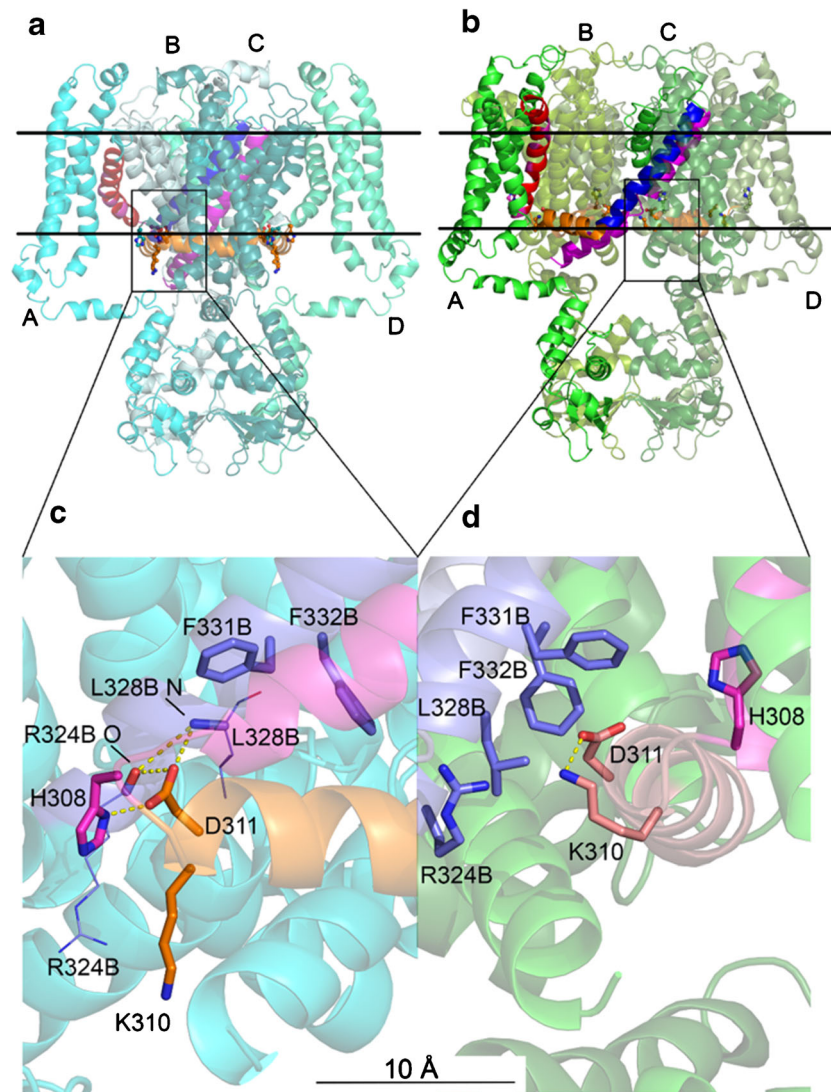 a
B
C
A
D
b
B
C
A
D
c
F331B
F332B
L328B N
R324B O
L328B
H308
D311
R324B
K310
d
F331B
F332B
L328B
H308
D311
R324B
K310
10 Å